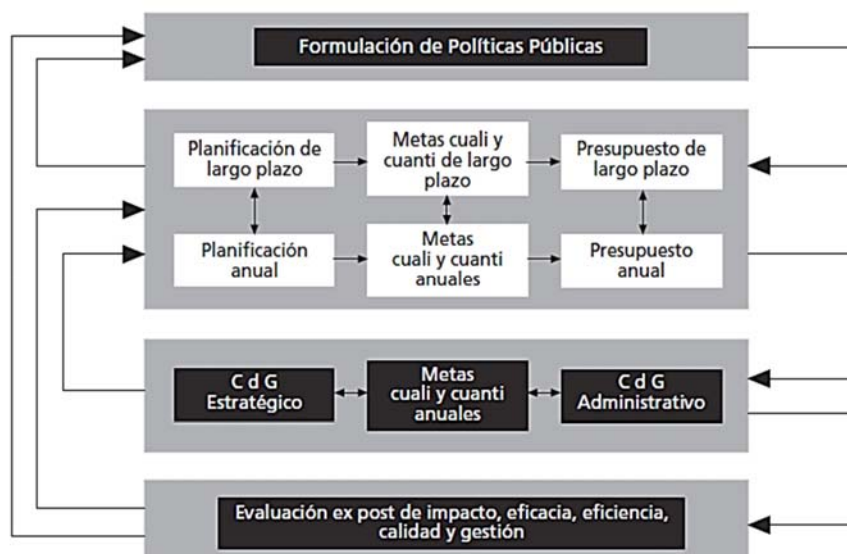 Formulación de Políticas Públicas
Planificación de
largo plazo
Metas cuali y
cuanti de largo
plazo
Presupuesto de
largo plazo
Planificación
anual
Metas
cuali y cuanti
anuales
Presupuesto
anual
C d G
Estratégico
Metas
cuali y cuanti
anuales
C d G
Administrativo
Evaluación ex post de impacto, eficacia, eficiencia,
calidad y gestión